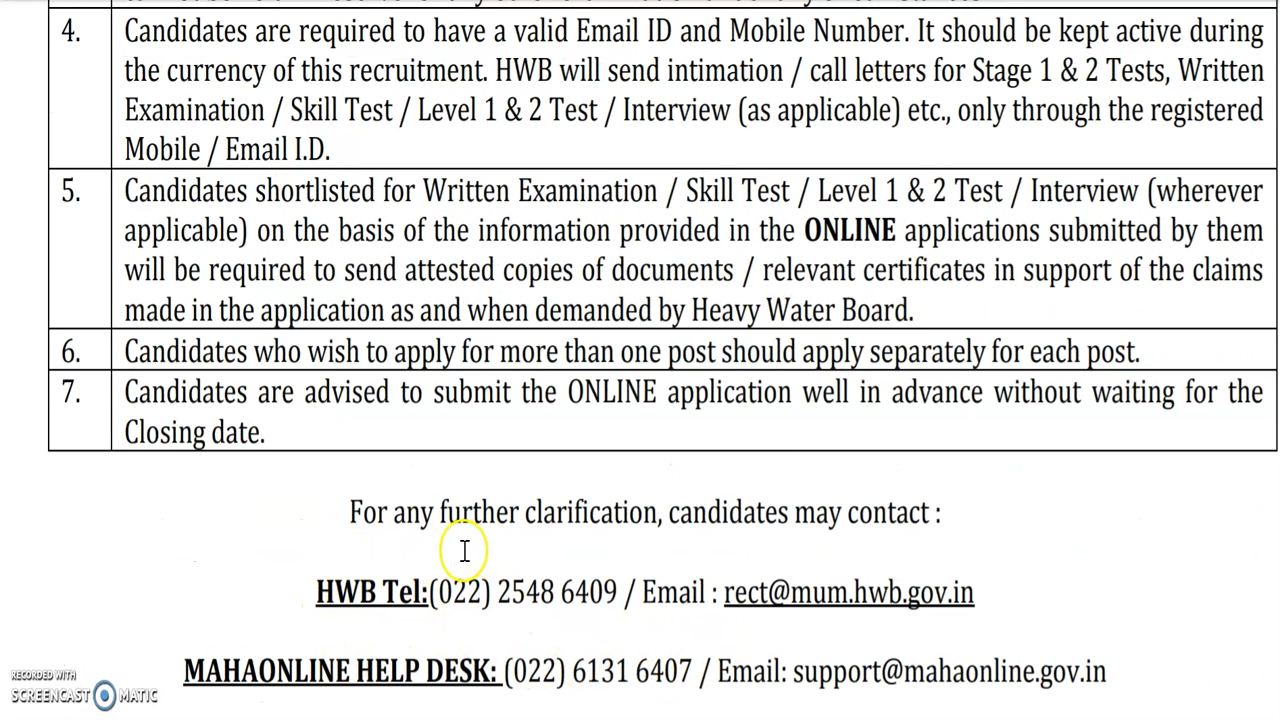 4. Candidates are required to have a valid Email ID and Mobile Number. It should be kept active during
the currency of this recruitment. HWB will send intimation / call letters for Stage 1 & 2 Tests, Written
Examination / Skill Test / Level 1 & 2 Test / Interview (as applicable) etc., only through the registered
Mobile / Email I.D.
5. Candidates shortlisted for Written Examination / Skill Test / Level 1 & 2 Test / Interview (wherever
applicable) on the basis of the information provided in the ONLINE applications submitted by them
will be required to send attested copies of documents / relevant certificates in support of the claims
made in the application as and when demanded by Heavy Water Board.
6. Candidates who wish to apply for more than one post should apply separately for each post.
7. Candidates are advised to submit the ONLINE application well in advance without waiting for the
Closing date.
For any further clarification, candidates may contact :
HWB Tel:(022) 2548 6409 / Email : rect@mum.hwb.gov.in
MAHAONLINE HELP DESK: (022) 6131 6407 / Email: support@mahaonline.gov.in
RECORDED WITH
SCREENCAST MATIC